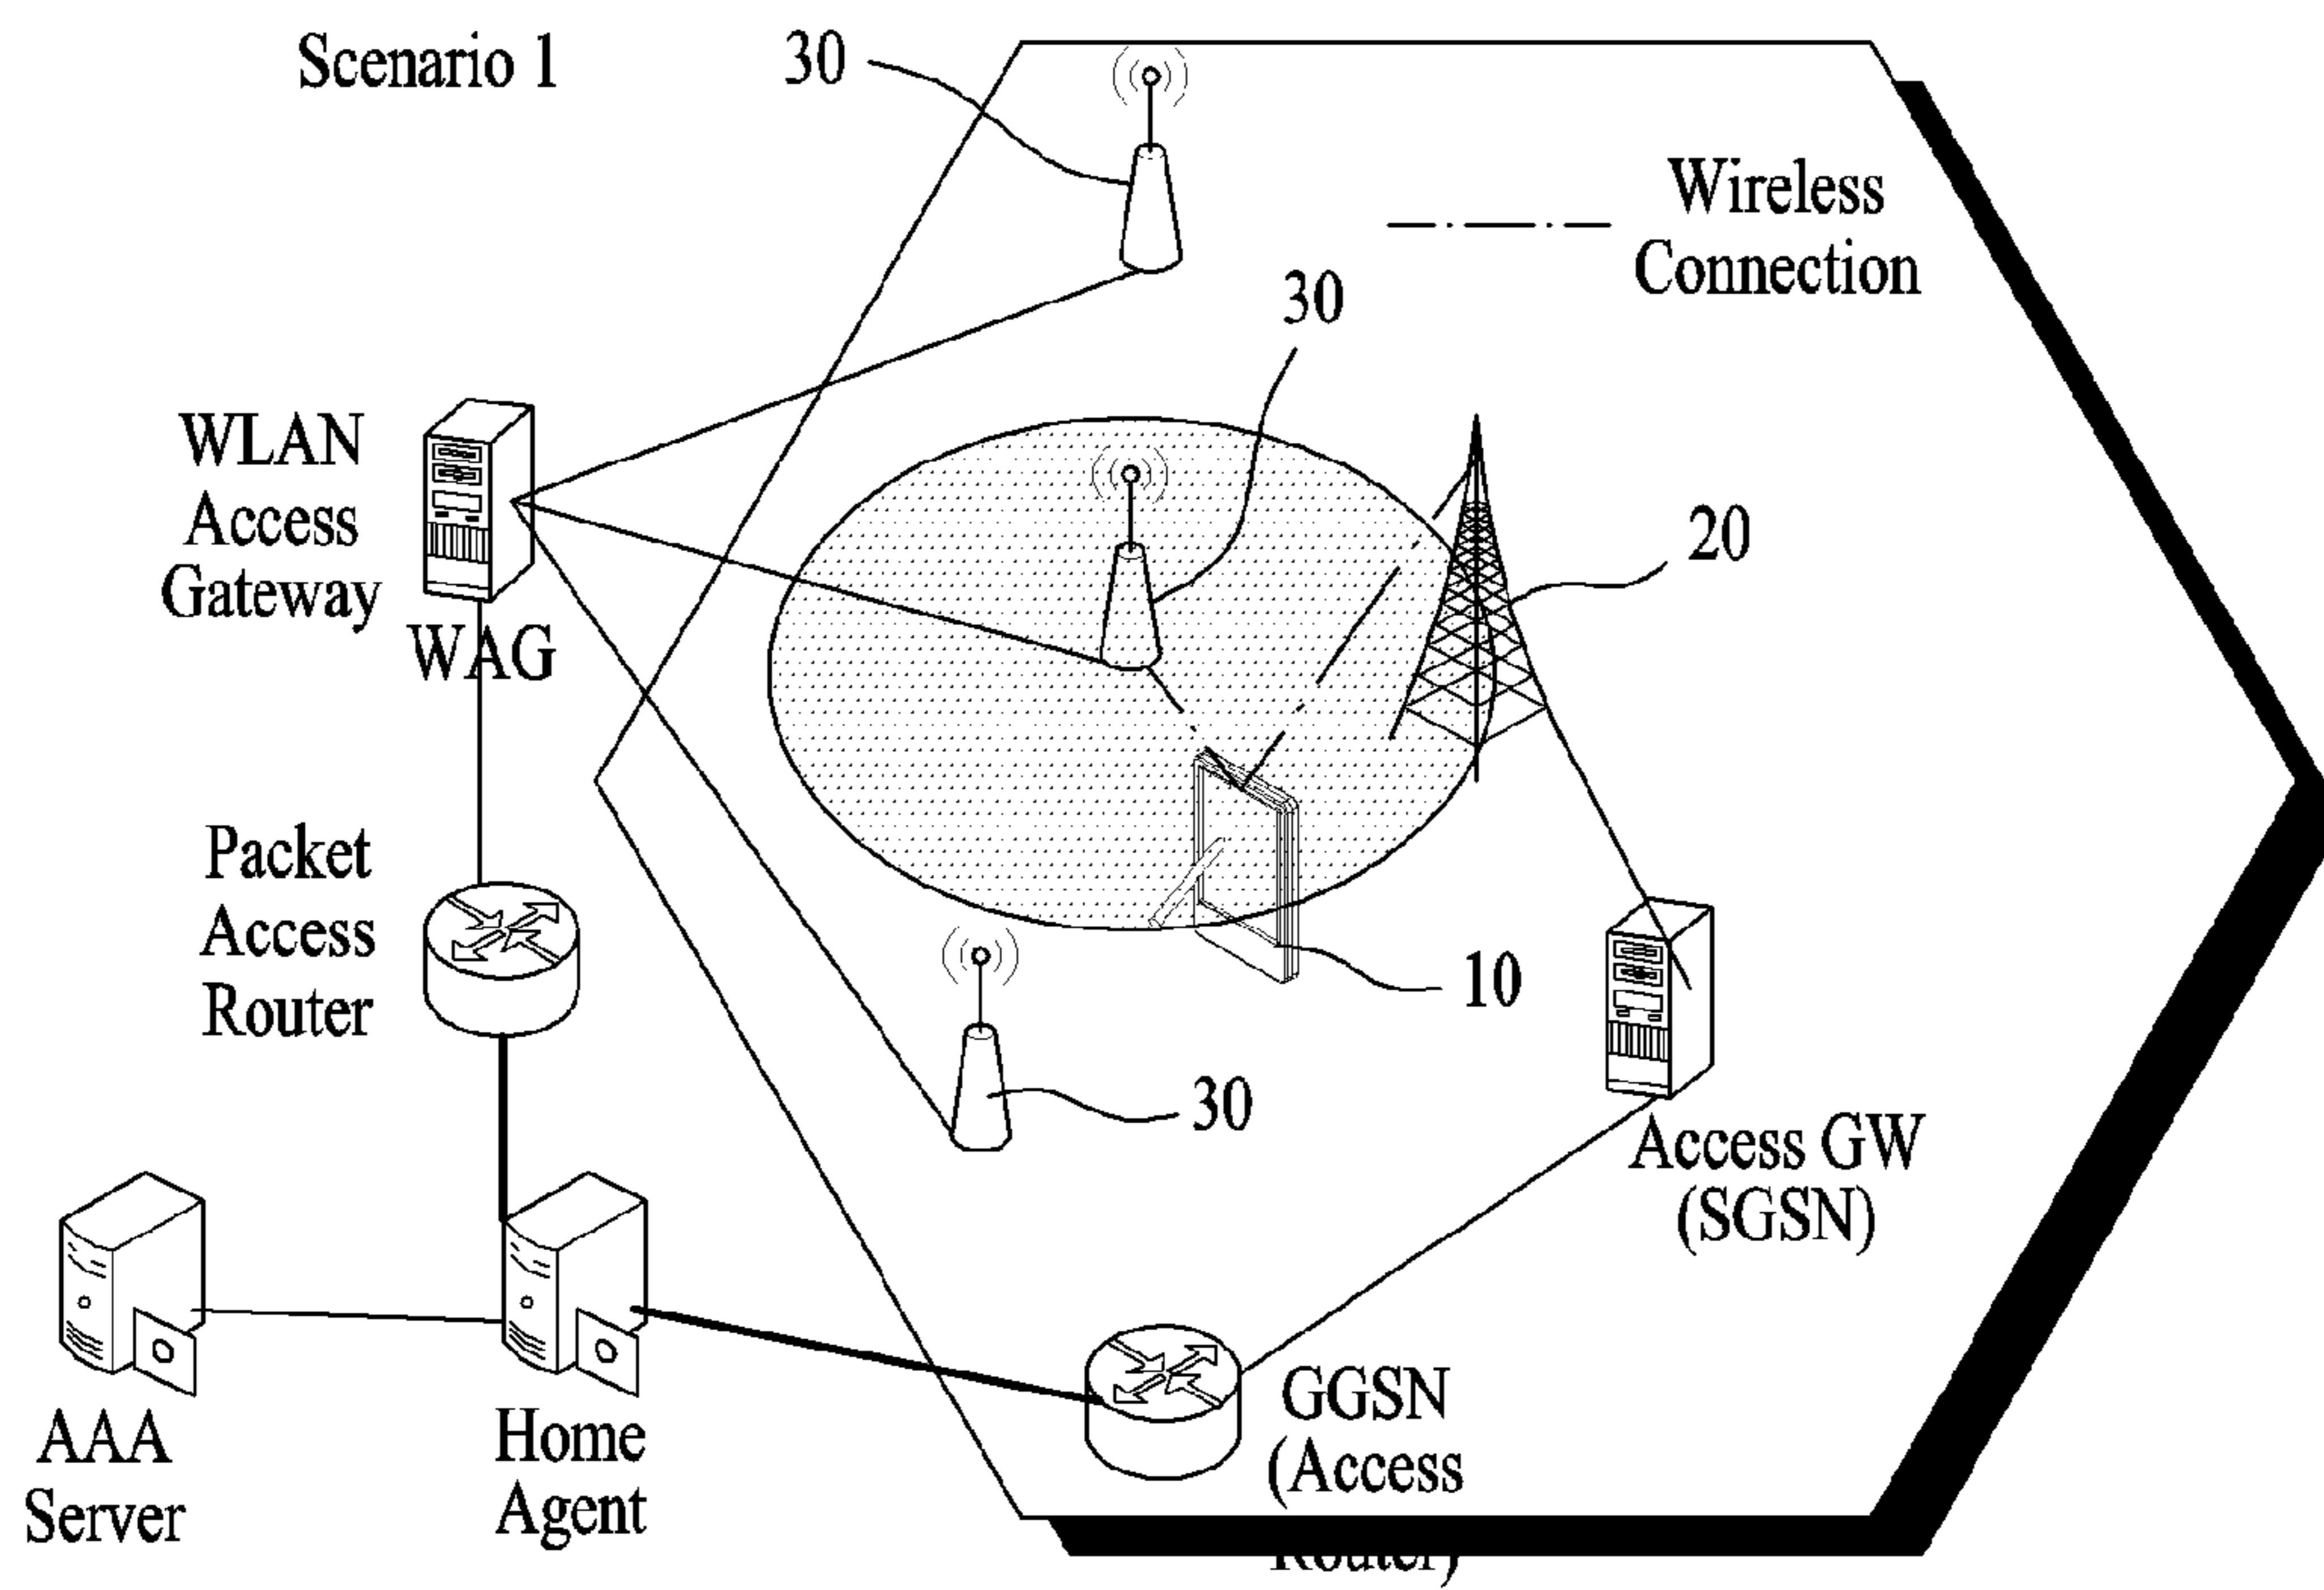 Scenario 1
30
Wireless
Connection
30
WLAN
Access
Gateway
WAG
20
Packet
Access
Router
10
30
Access GW
(SGSN)
AAA
Server
Home
Agent
GGSN
(Access
Router)